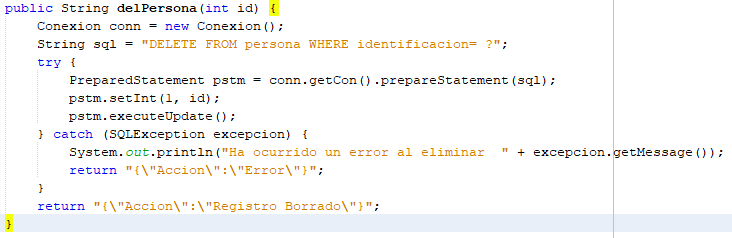 public String delPersona(int id) {
    Conexion conn = new Conexion();
    String sql = "DELETE FROM persona WHERE identificacion= ?";
    try {
        PreparedStatement pstm = conn.getCon().prepareStatement(sql);
        pstm.setInt(1, id);
        pstm.executeUpdate();
    } catch (SQLException excepcion) {
        System.out.println("Ha ocurrido un error al eliminar  " + excepcion.getMessage());
        return "{\"Accion\":\"Error\"}";
    }
    return "{\"Accion\":\"Registro Borrado\"}";
}